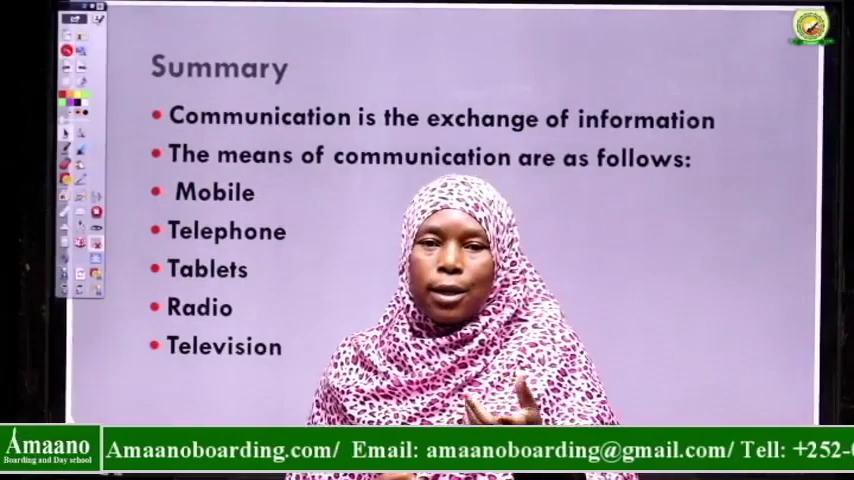 Summary
• Communication is the exchange of information
• The means of communication are as follows:
• Mobile
• Telephone
• Tablets
• Radio
• Television
Amaano
Boarding and Day school
Amaanoboarding.com/ Email: amaanoboarding@gmail.com/ Tell: +252-